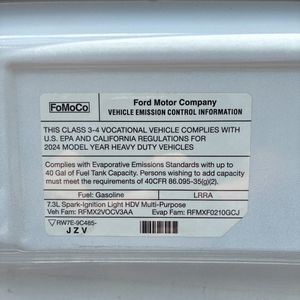 FoMoCo
Ford Motor Company
VEHICLE EMISSION CONTROL INFORMATION
THIS CLASS 3-4 VOCATIONAL VEHICLE COMPLIES WITH
U.S. EPA AND CALIFORNIA REGULATIONS FOR
2024 MODEL YEAR HEAVY DUTY VEHICLES
Complies with Evaporative Emissions Standards with up to
40 Gal of Fuel Tank Capacity. Persons wishing to add capacity
must meet the requirements of 40CFR 86.095-35(g)(2).
Fuel: Gasoline LRRA
7.3L Spark-Ignition Light HDV Multi-Purpose
Veh Fam: RFMX2VOCV3AA Evap Fam: RFMXF0210GCJ
RW7E-9C485-
JZV